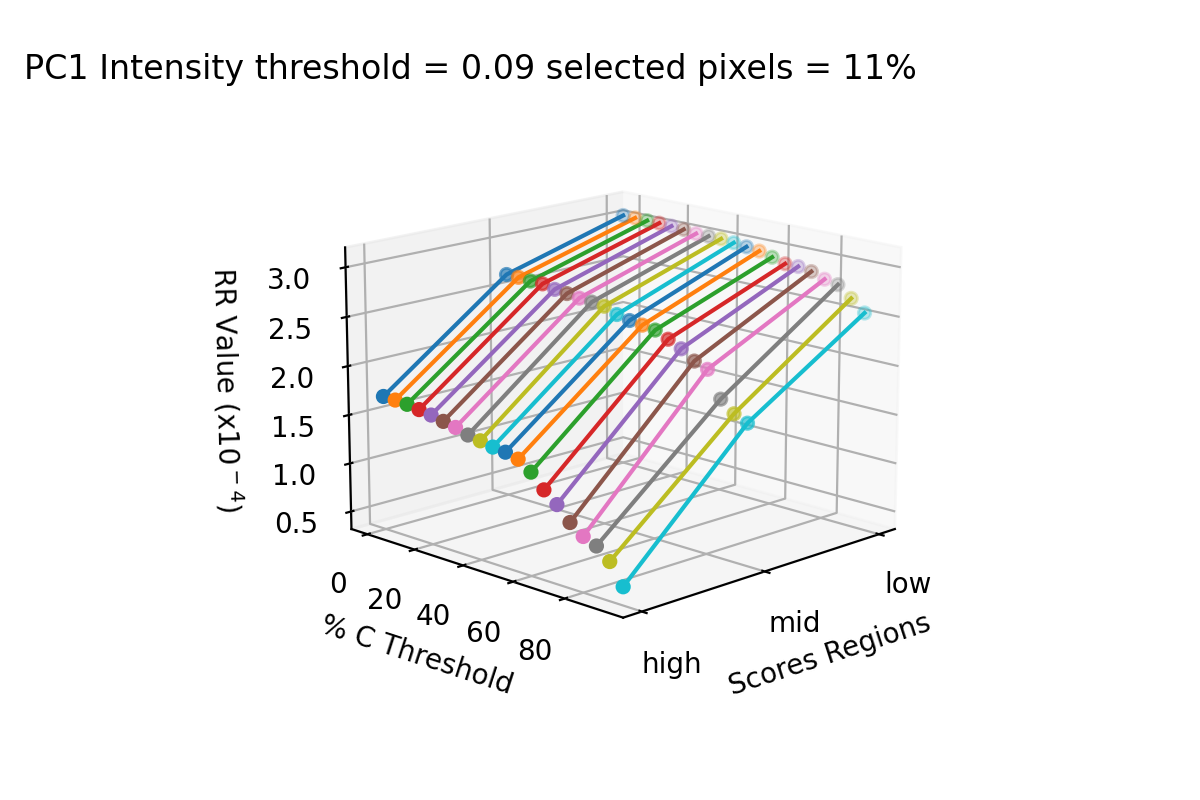 PC1 Intensity threshold = 0.09 selected pixels = 11%
RR Value (x10⁻⁴)
3.0
2.5
2.0
1.5
1.0
0.5
0
20
40
60
80
% C Threshold
high
mid
low
Scores Regions